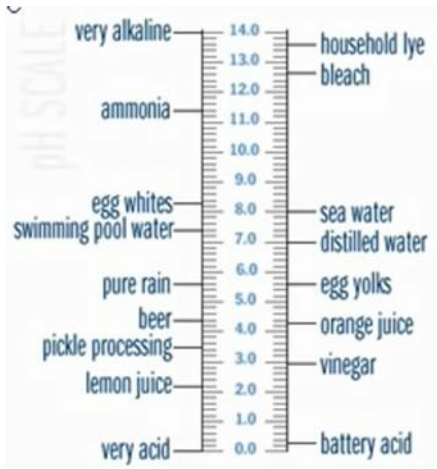 pH SCALE
very alkaline
ammonia
egg whites
swimming pool water
pure rain
beer
pickle processing
lemon juice
very acid
14.0
13.0
12.0
11.0
10.0
9.0
8.0
7.0
6.0
5.0
4.0
3.0
2.0
1.0
0.0
household lye
bleach
sea water
distilled water
egg yolks
orange juice
vinegar
battery acid